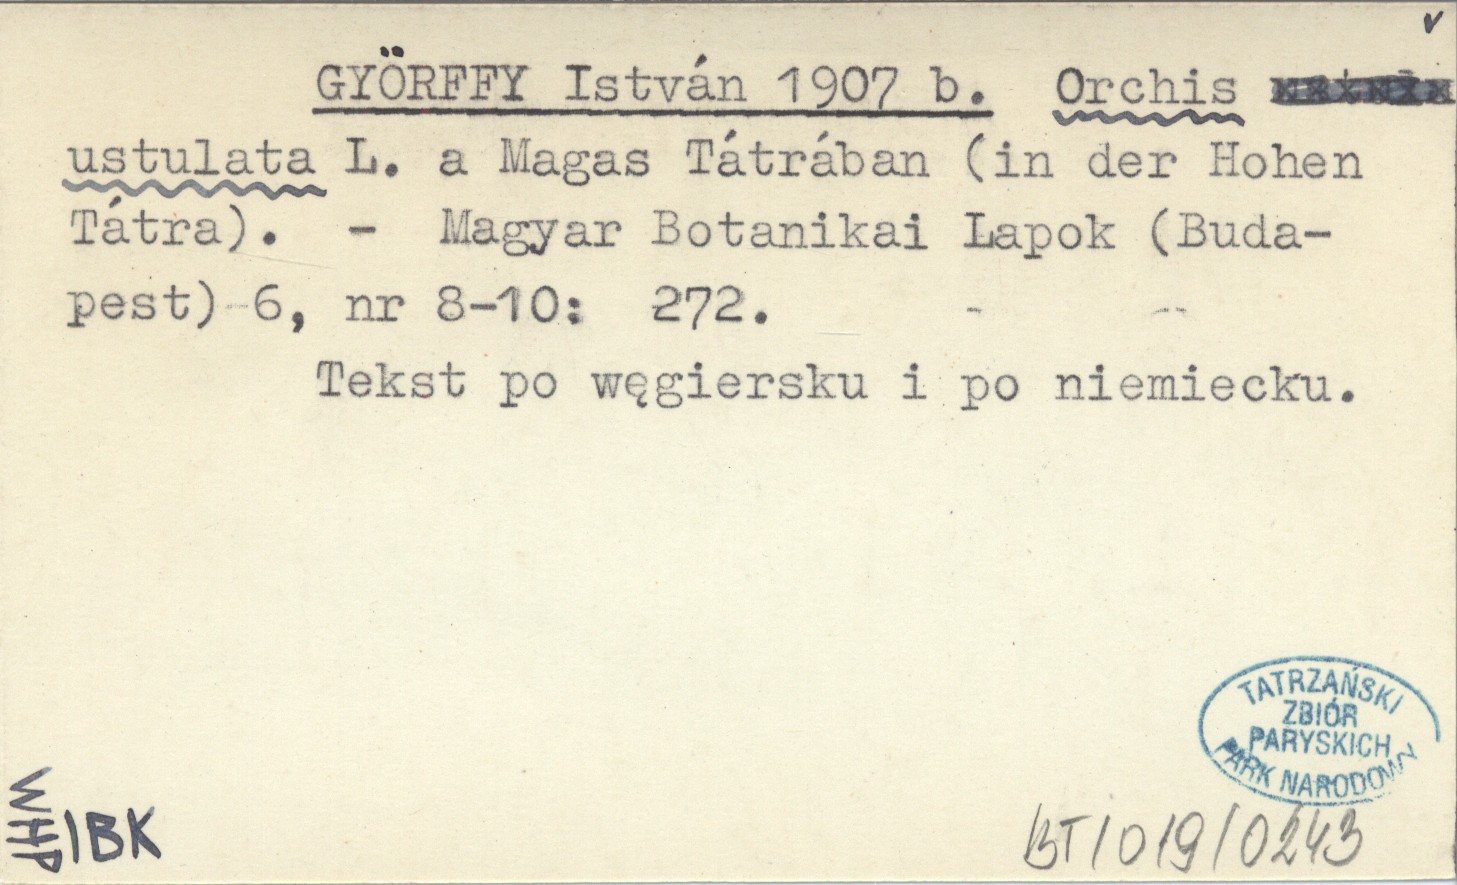 v
GYÖRFFY István 1907 b. Orchis
ustulata L. a Magas Tátrában (in der Hohen
Tátra). - Magyar Botanikai Lapok (Buda-
pest) 6, nr 8-10: 272.
Tekst po węgiersku i po niemiecku.
TATRZAŃSKI
ZBIÓR
PARYSKICH
PARK NARODOWY
WHP
IBK
BT/019/0243